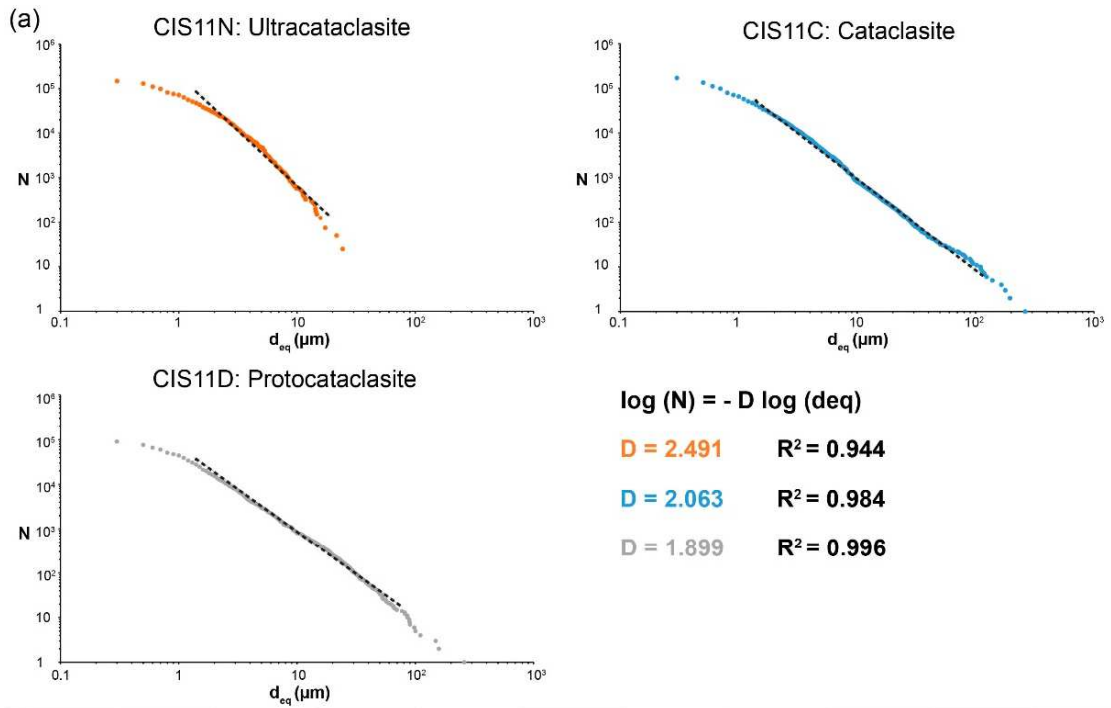 (a)
CIS11N: Ultracataclasite
10⁶
10⁵
10⁴
N
10³
10²
10
1
0.1 1 10 10² 10³
d_eq (µm)
CIS11C: Cataclasite
10⁶
10⁵
10⁴
N
10³
10²
10
1
0.1 1 10 10² 10³
d_eq (µm)
CIS11D: Protocataclasite
10⁶
10⁵
10⁴
N
10³
10²
10
1
0.1 1 10 10² 10³
d_eq (µm)
log (N) = - D log (deq)
D = 2.491 R² = 0.944
D = 2.063 R² = 0.984
D = 1.899 R² = 0.996